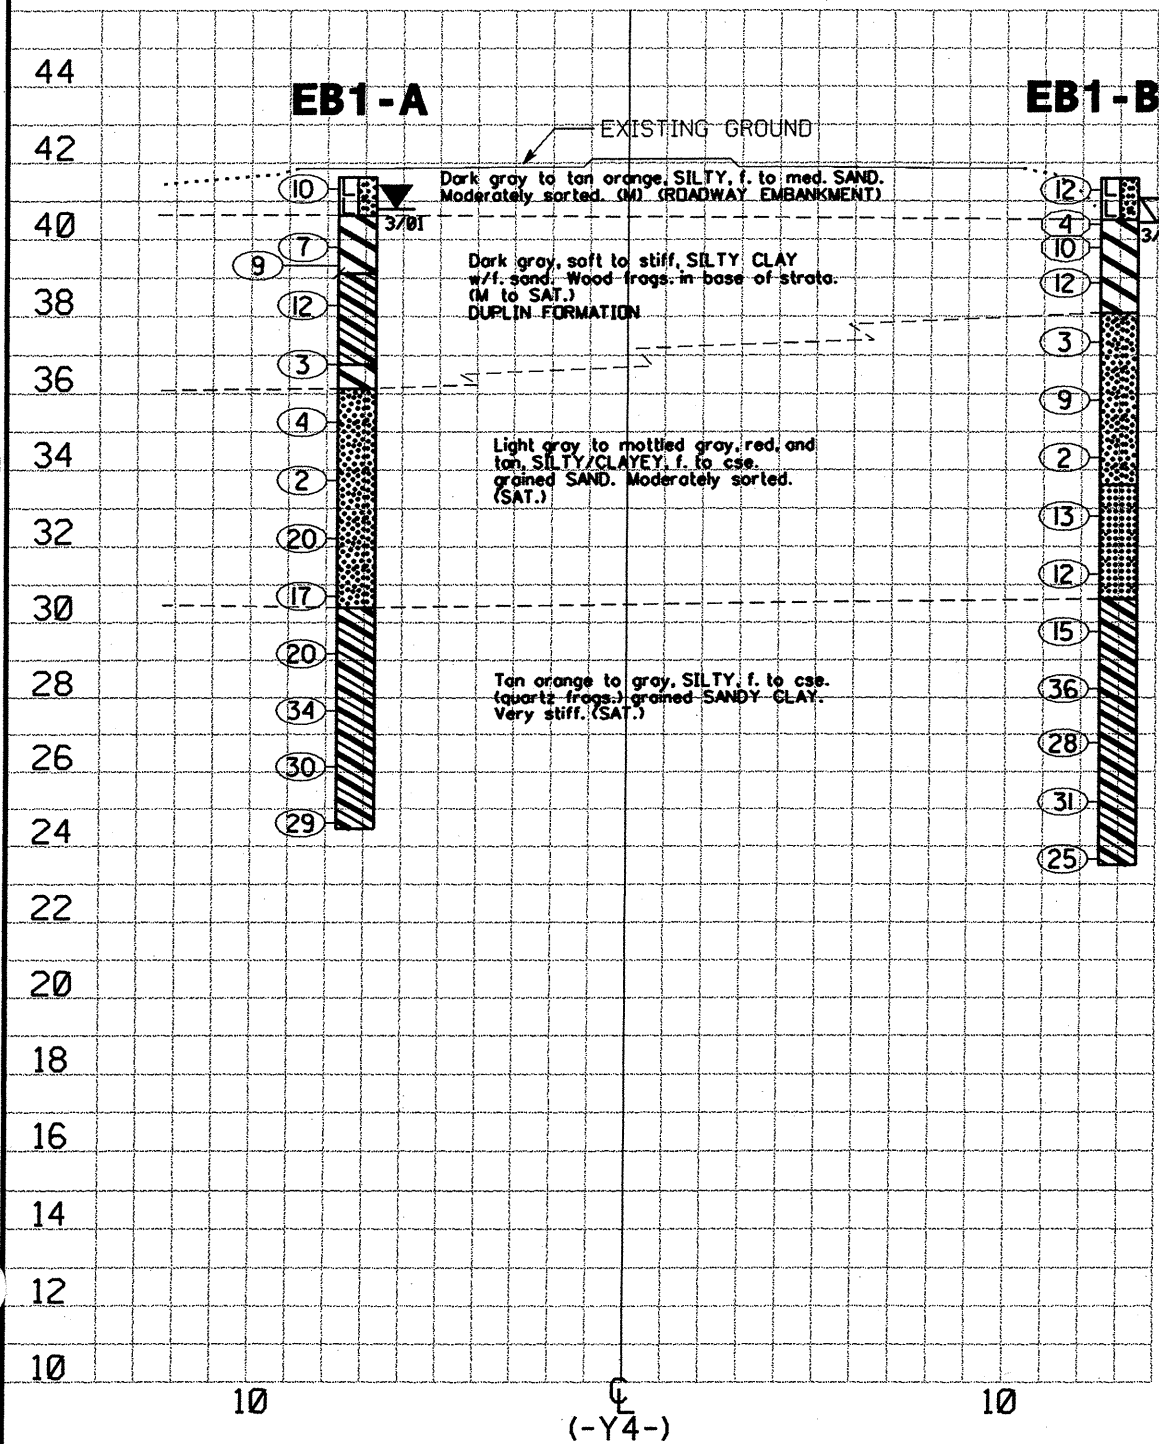 44
EB1-A
EB1-B
42
EXISTING GROUND
Dark gray to tan orange, SILTY, f. to med. SAND.
Moderately sorted. (M) (ROADWAY EMBANKMENT)
10
12
3/01
3/
40
4
7
10
9
Dark gray, soft to stiff, SILTY CLAY
w/f. sand. Wood frags. in base of strata.
(M to SAT.)
DUPLIN FORMATION
12
38
12
3
3
36
4
9
34
Light gray to mottled gray, red, and
tan, SILTY/CLAYEY, f. to cse.
grained SAND. Moderately sorted.
(SAT.)
2
2
32
20
13
30
17
12
20
15
28
Tan orange to gray, SILTY, f. to cse.
(quartz frags.) grained SANDY CLAY.
Very stiff. (SAT.)
34
36
26
30
28
24
29
31
25
22
20
18
16
14
12
10
10
℄
10
(-Y4-)